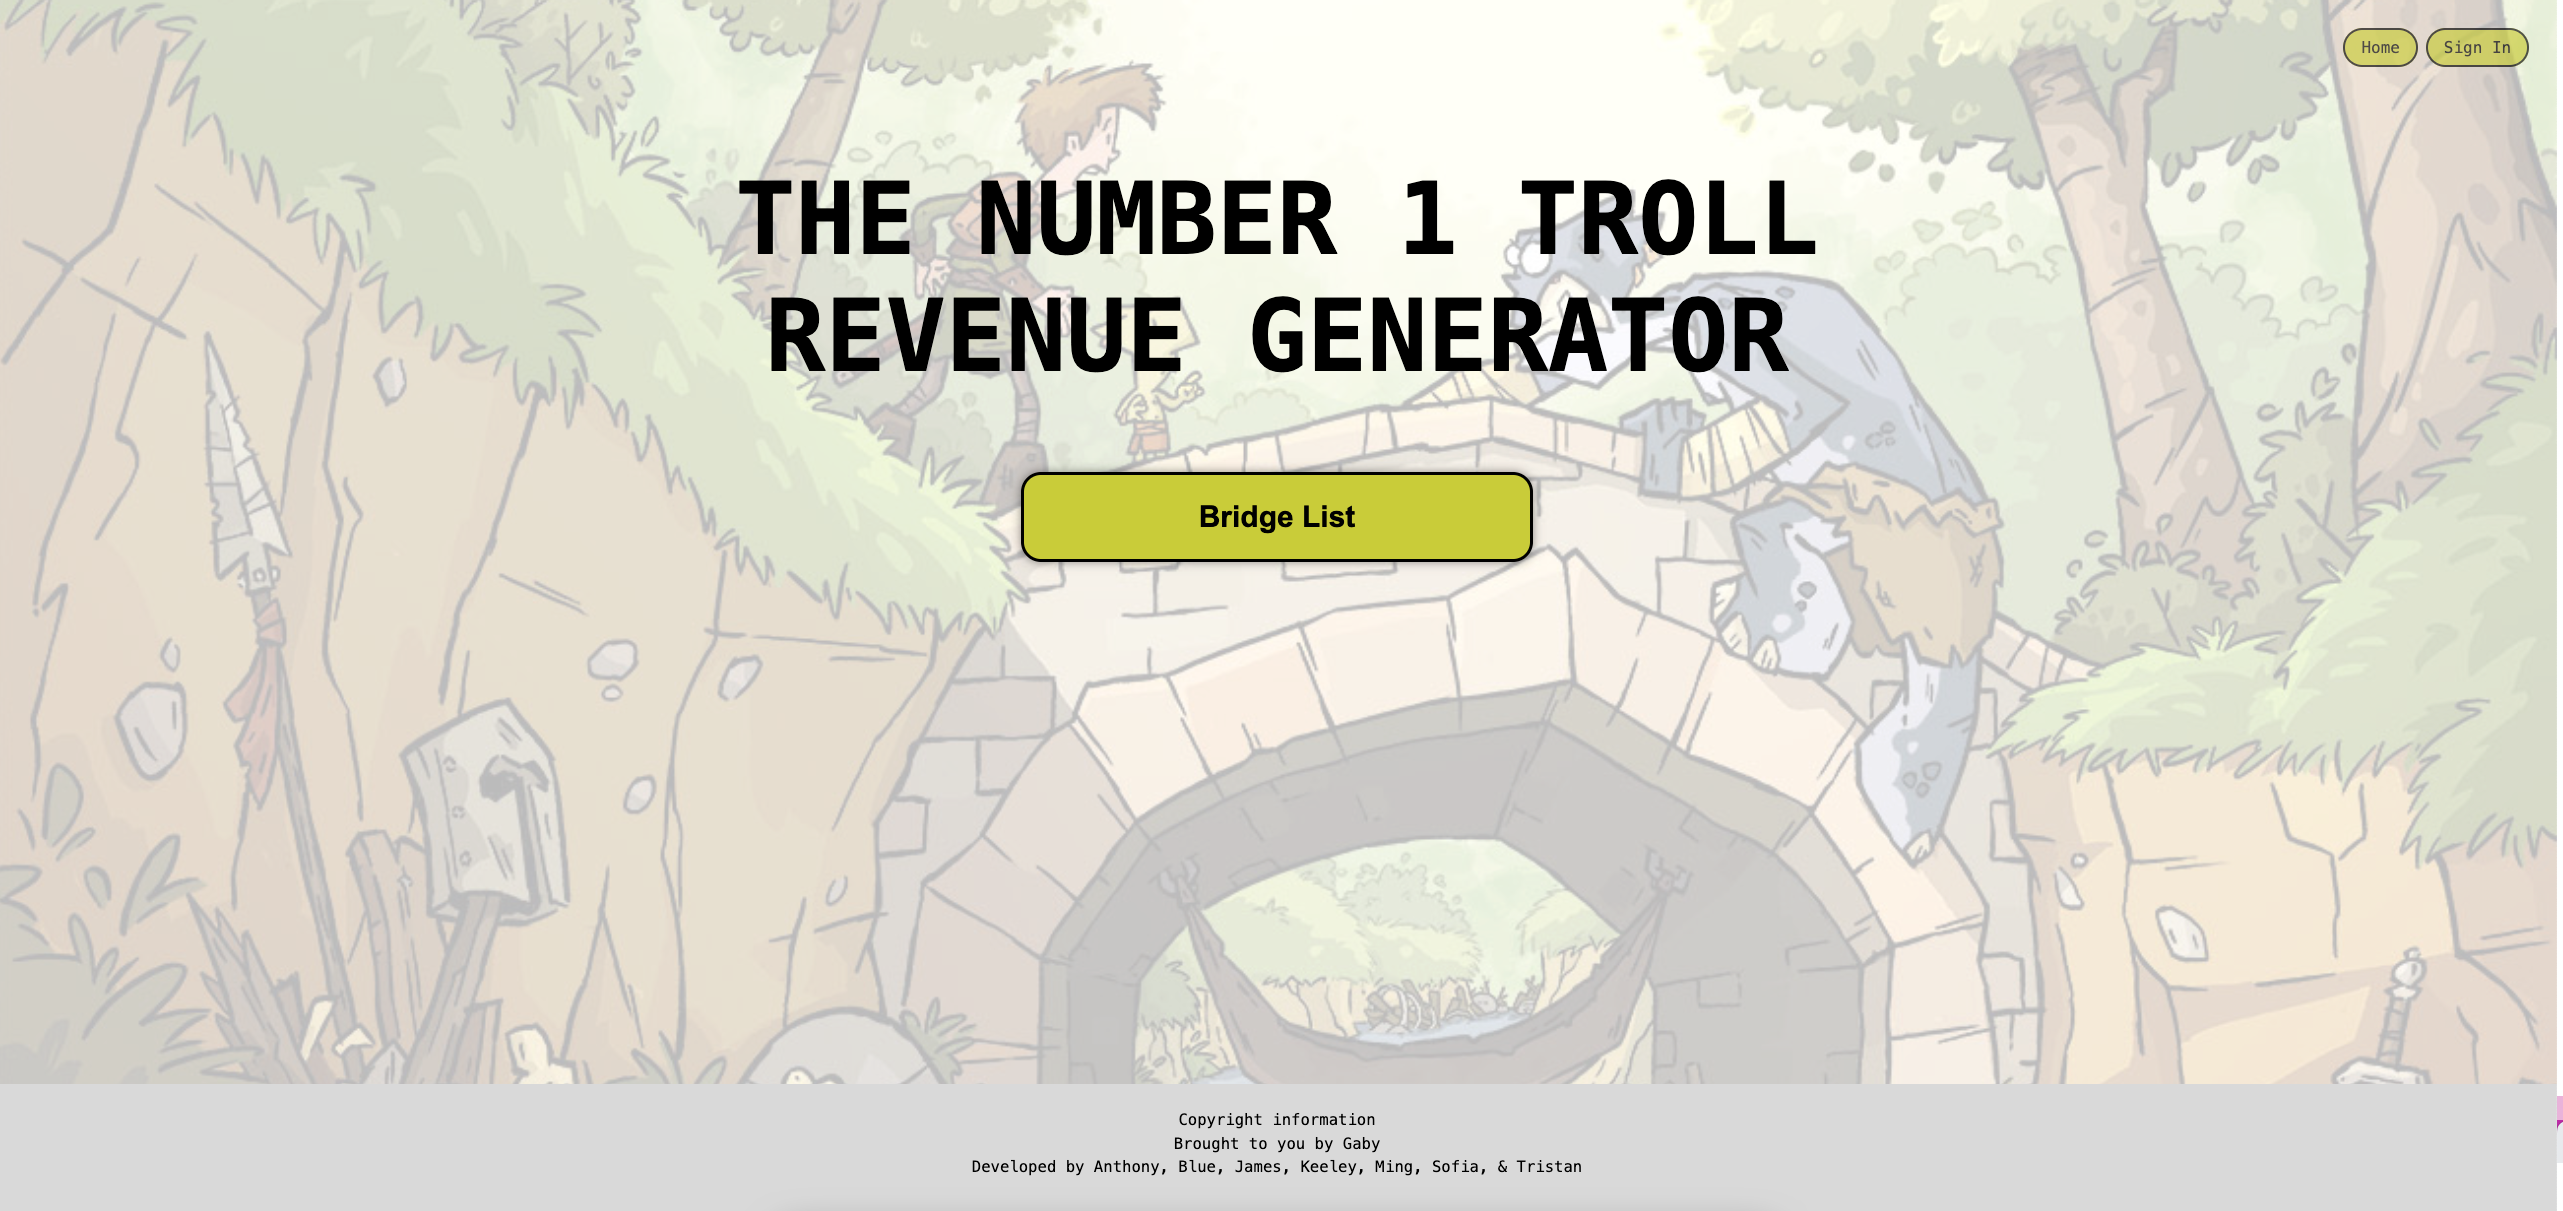 Home Sign In
THE NUMBER 1 TROLL
REVENUE GENERATOR
Bridge List
Copyright information
Brought to you by Gaby
Developed by Anthony, Blue, James, Keeley, Ming, Sofia, & Tristan